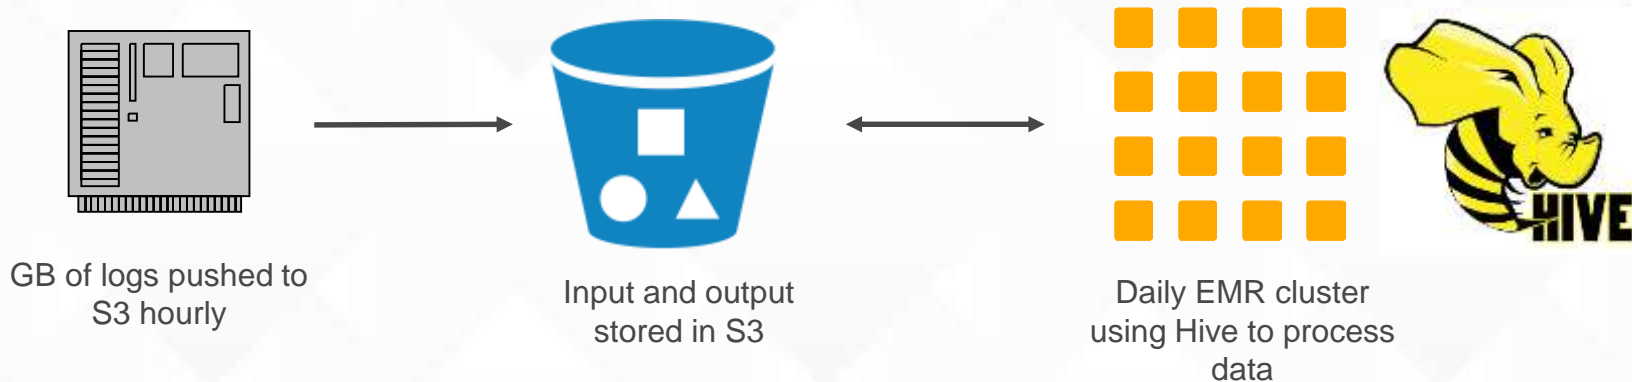 HIVE
GB of logs pushed to
S3 hourly
Input and output
stored in S3
Daily EMR cluster
using Hive to process
data